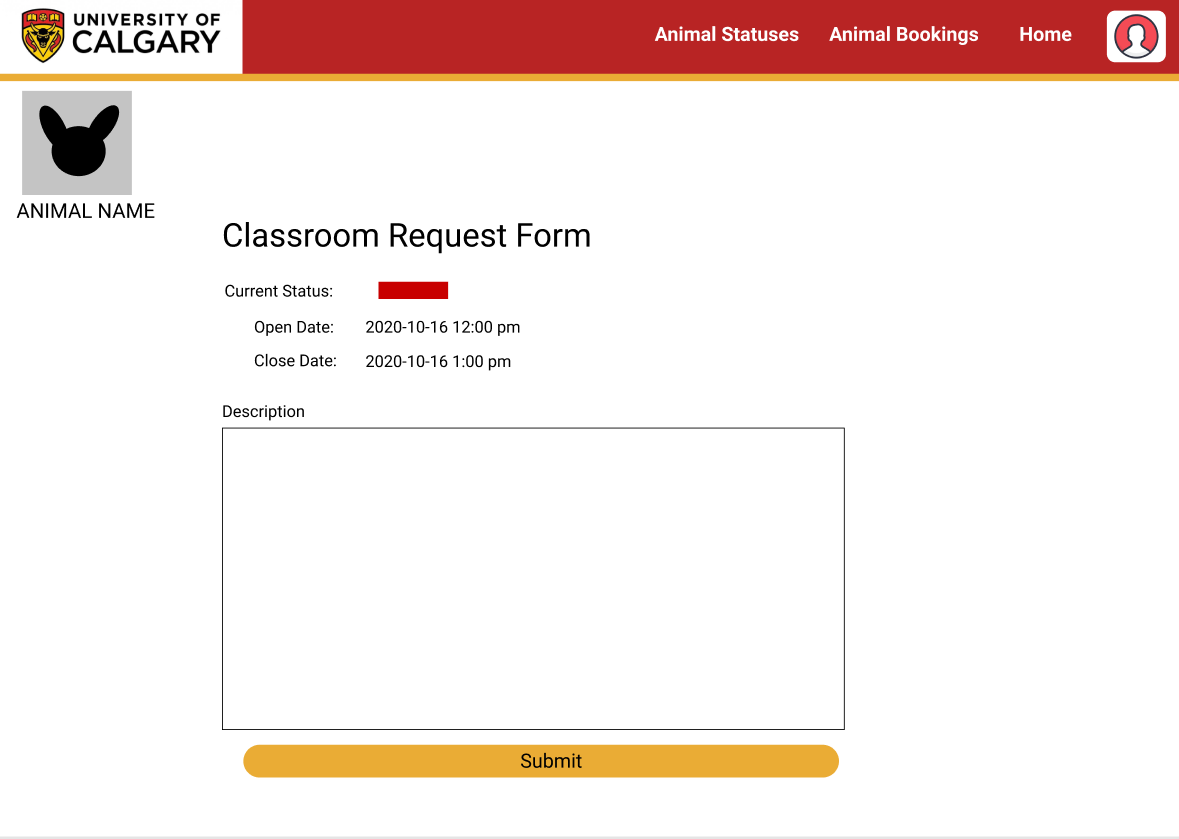 UNIVERSITY OF
CALGARY
Animal Statuses Animal Bookings Home
ANIMAL NAME
Classroom Request Form
Current Status:
Open Date: 2020-10-16 12:00 pm
Close Date: 2020-10-16 1:00 pm
Description
Submit